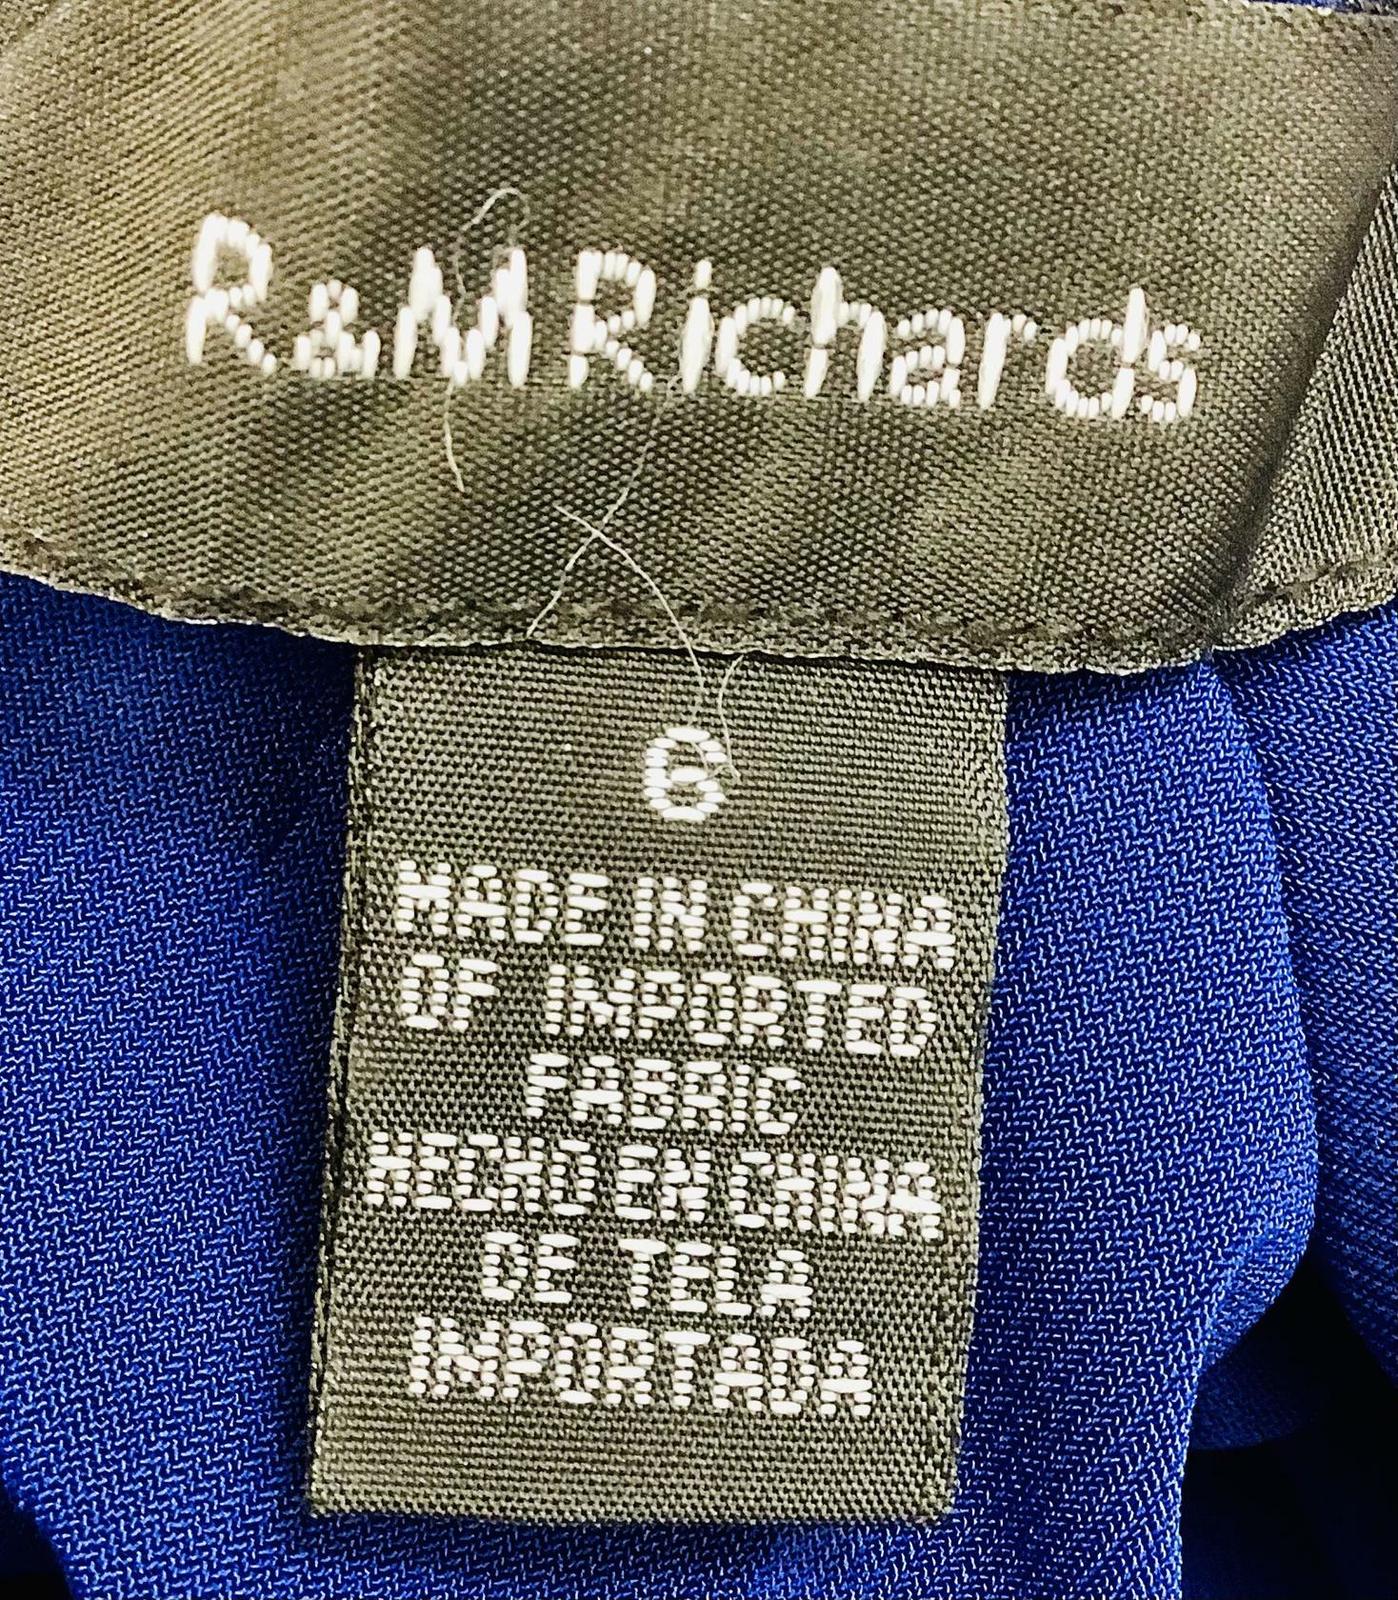 R&M Richards
6
MADE IN CHINA
OF IMPORTED
FABRIC
HECHO EN CHINA
DE TELA
IMPORTADA